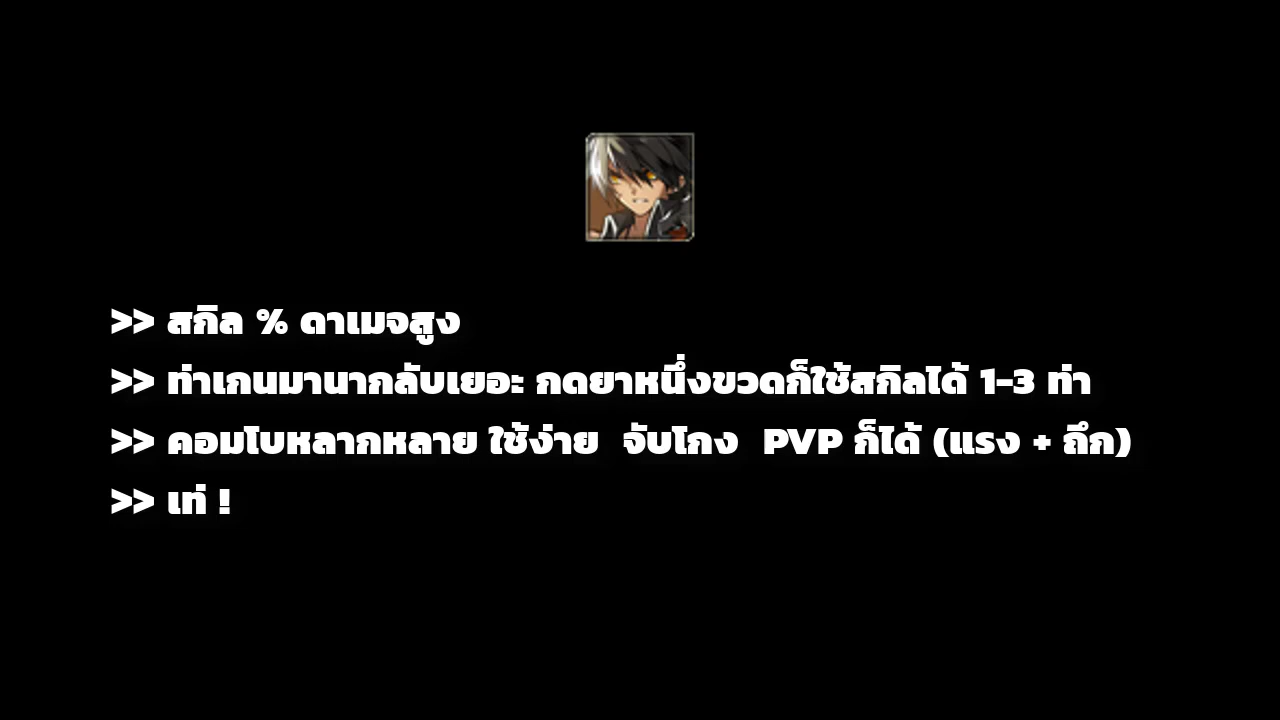 >> สกิล % ดาเมจสูง
>> ท่าเกนมานากลับเยอะ กดยาหนึ่งขวดก็ใช้สกิลได้ 1-3 ท่า
>> คอมโบหลากหลาย ใช้ง่าย จับโกง PVP ก็ได้ (แรง + ถึก)
>> เท่ !